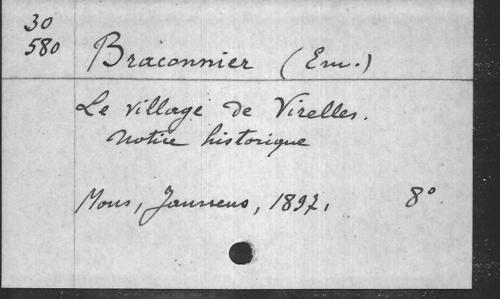 30
580
Braconnier (Em.)
Le village de Virelles.
Notice historique
Mons, Janssens, 1897, 8°